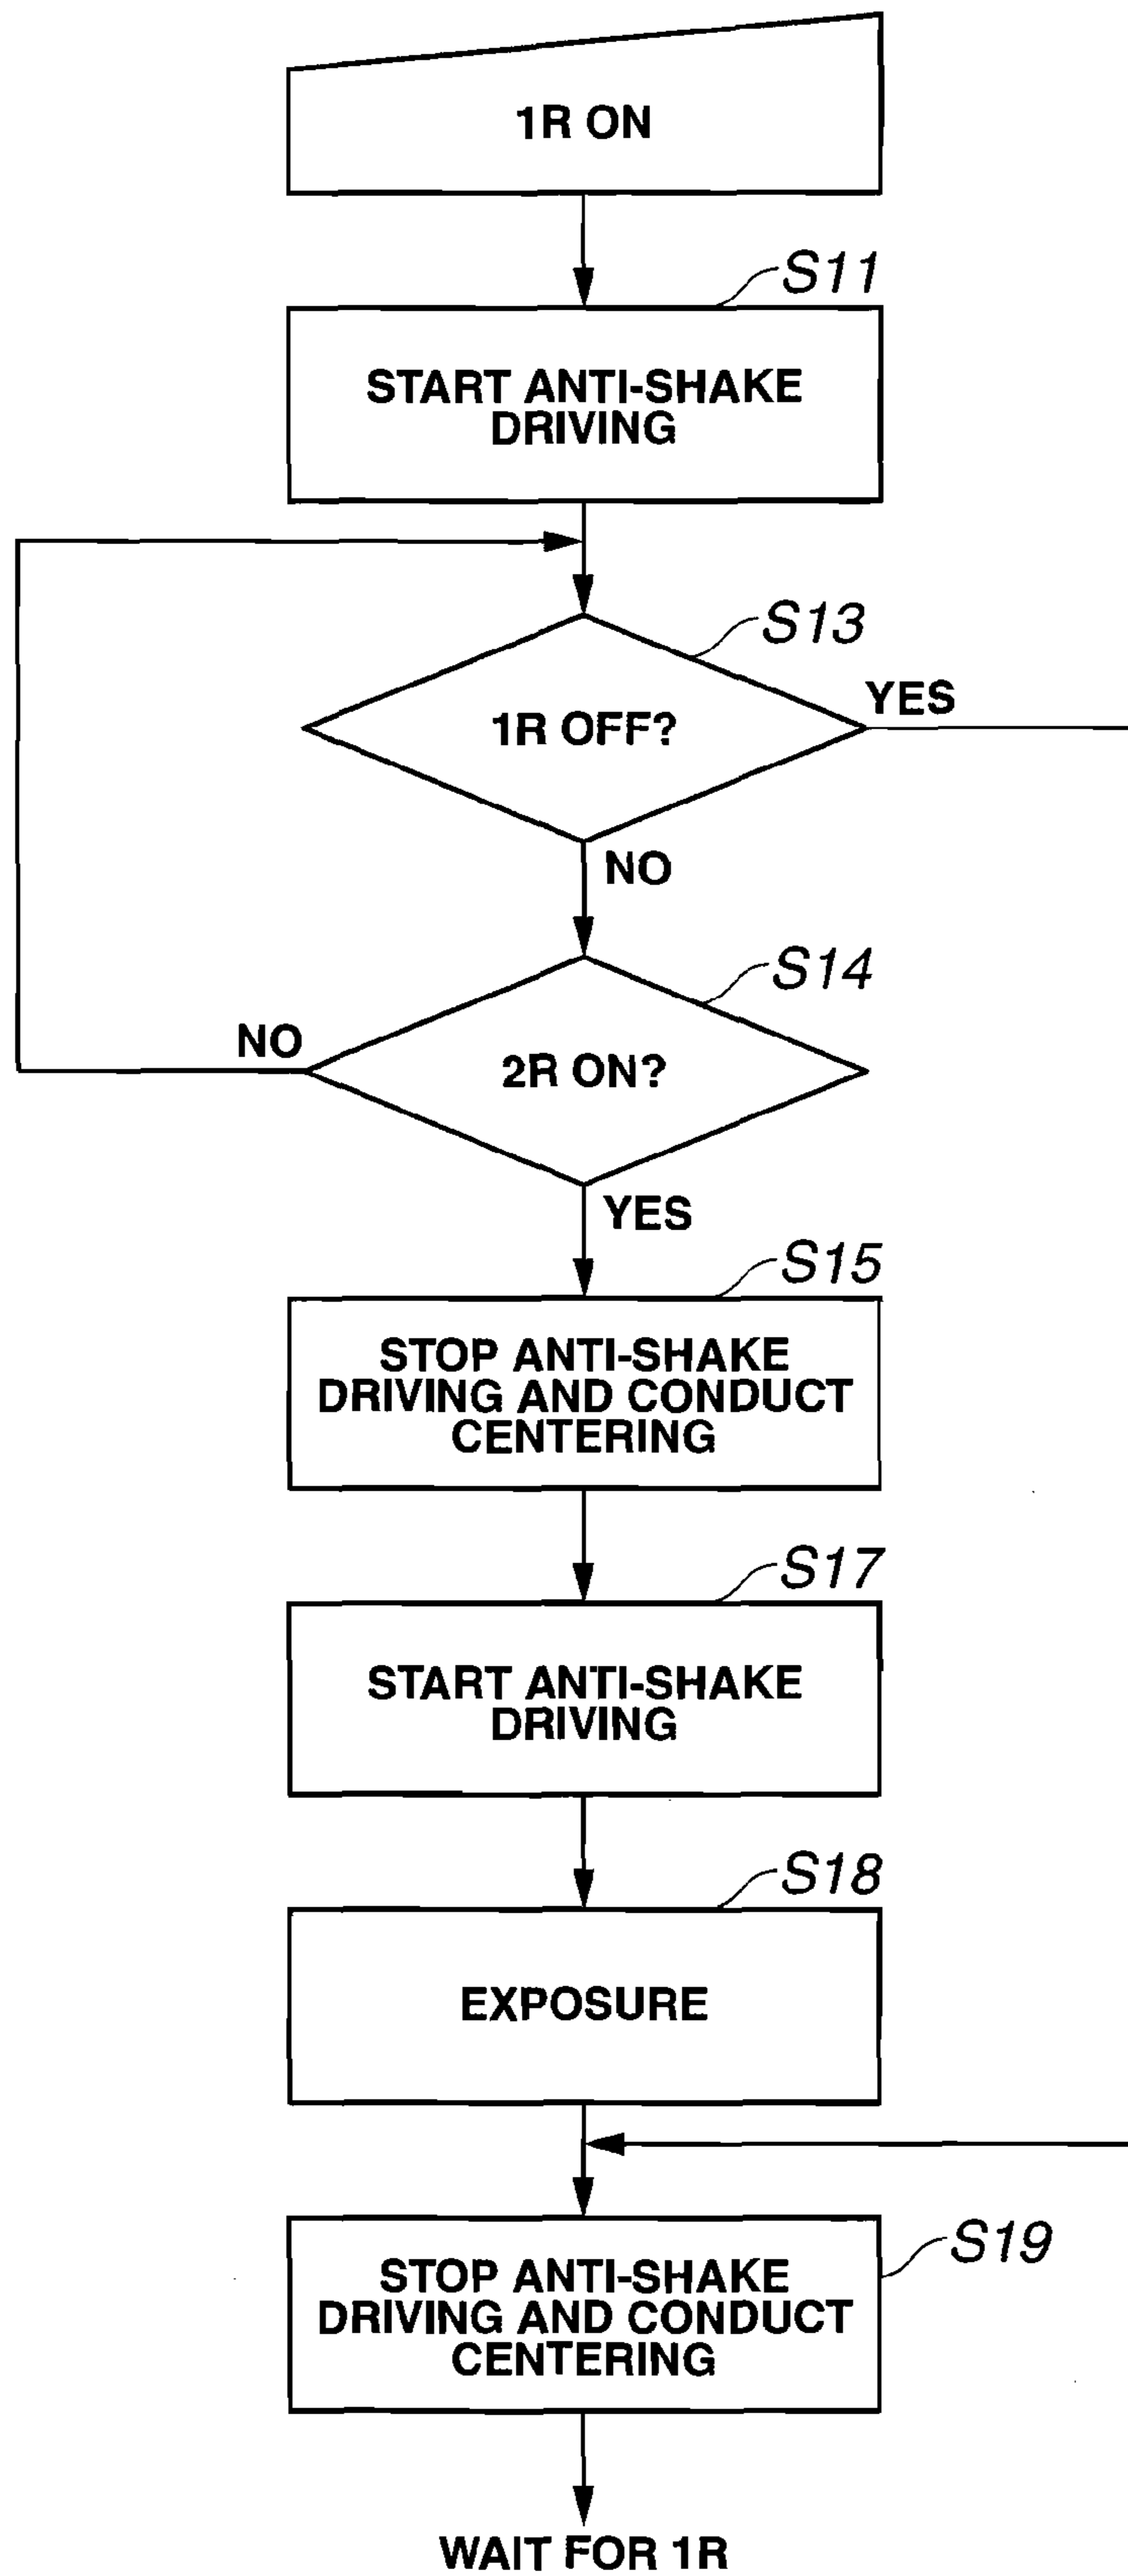 1R ON
S11
START ANTI-SHAKE
DRIVING
S13
1R OFF?
YES
NO
S14
NO
2R ON?
YES
S15
STOP ANTI-SHAKE
DRIVING AND CONDUCT
CENTERING
S17
START ANTI-SHAKE
DRIVING
S18
EXPOSURE
S19
STOP ANTI-SHAKE
DRIVING AND CONDUCT
CENTERING
WAIT FOR 1R